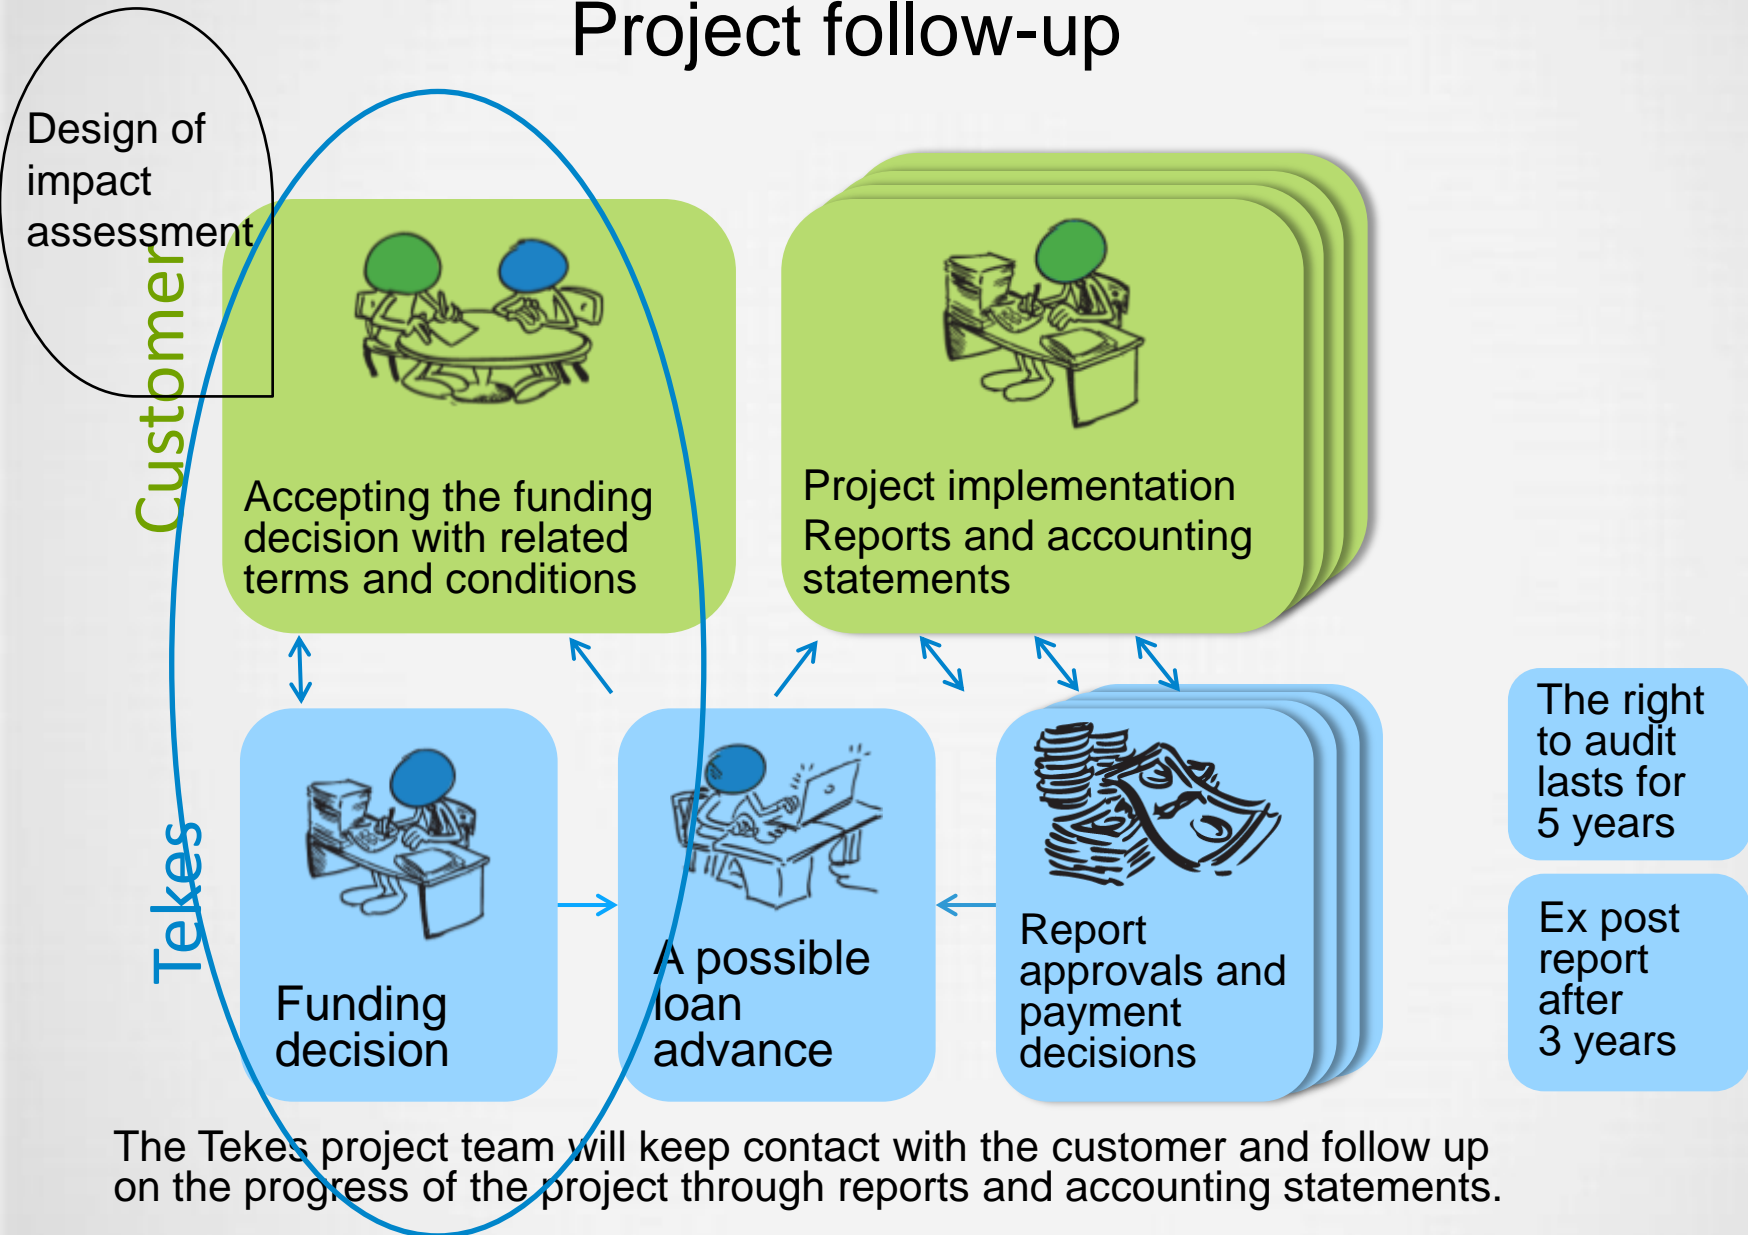 Project follow-up
Design of
impact
assessment
Customer
Accepting the funding
decision with related
terms and conditions
Project implementation
Reports and accounting
statements
Tekes
Funding
decision
A possible
loan
advance
Report
approvals and
payment
decisions
The right
to audit
lasts for
5 years
Ex post
report
after
3 years
The Tekes project team will keep contact with the customer and follow up
on the progress of the project through reports and accounting statements.